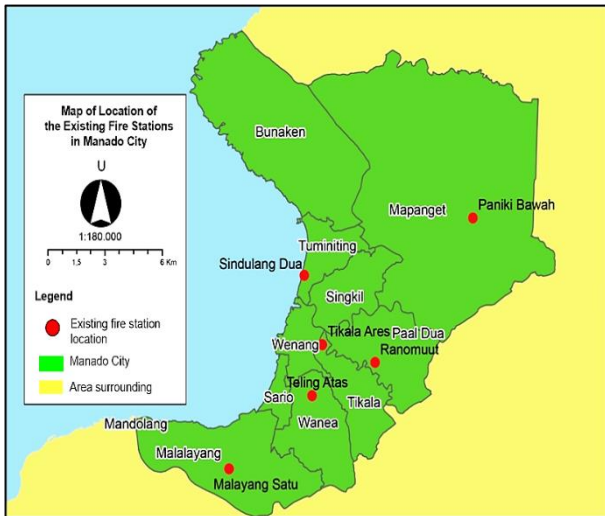 Map of Location of
the Existing Fire Stations
in Manado City
U
1:180.000
0 1.5 3 6 Km
Legend
Existing fire station
location
Manado City
Area surrounding
Bunaken
Mapanget
Paniki Bawah
Tuminiting
Sindulang Dua
Singkil
Tikala Ares
Paal Dua
Wenang
Ranomuut
Teling Atas
Sario
Tikala
Wanea
Mandolang
Malalayang
Malayang Satu